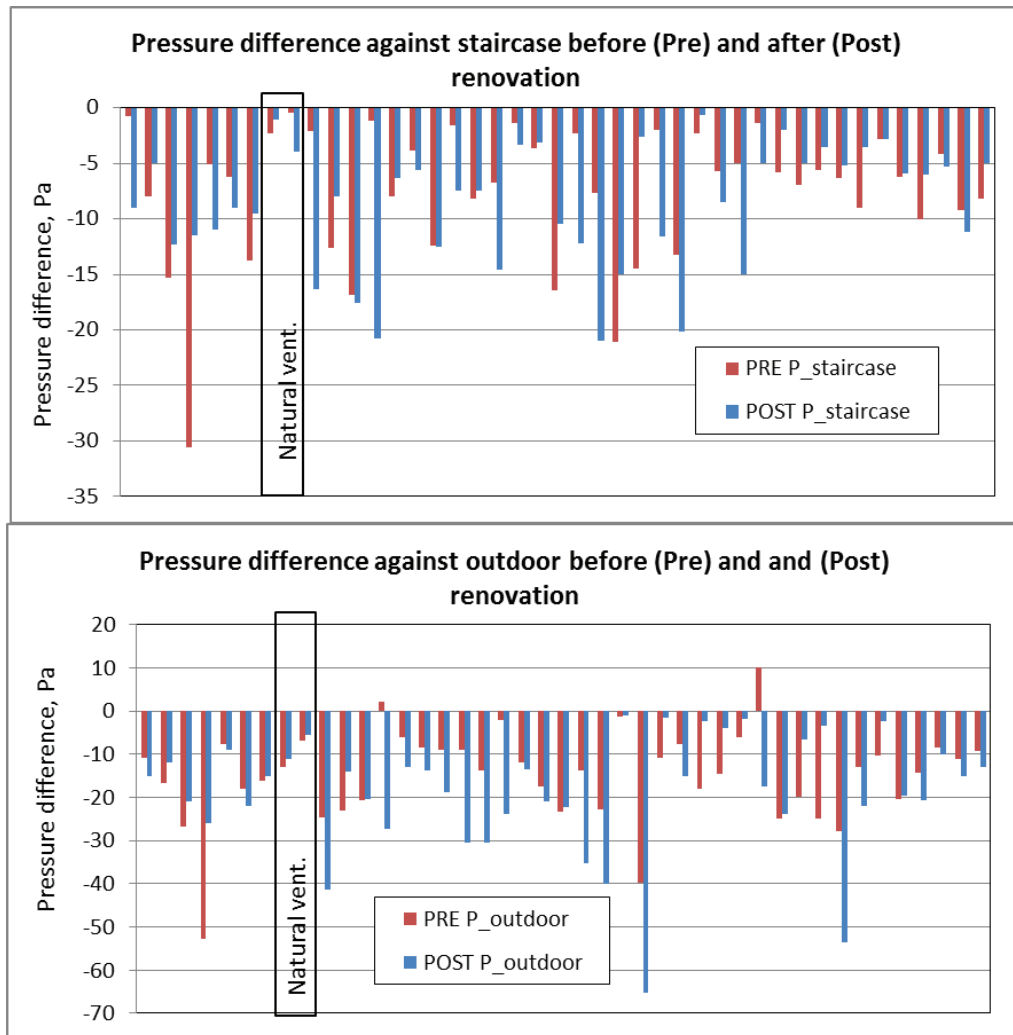 Pressure difference against staircase before (Pre) and after (Post)
renovation
Pressure difference, Pa
0
-5
-10
-15
-20
-25
-30
-35
Natural vent.
PRE P_staircase
POST P_staircase
Pressure difference against outdoor before (Pre) and and (Post)
renovation
Pressure difference, Pa
20
10
0
-10
-20
-30
-40
-50
-60
-70
Natural vent.
PRE P_outdoor
POST P_outdoor